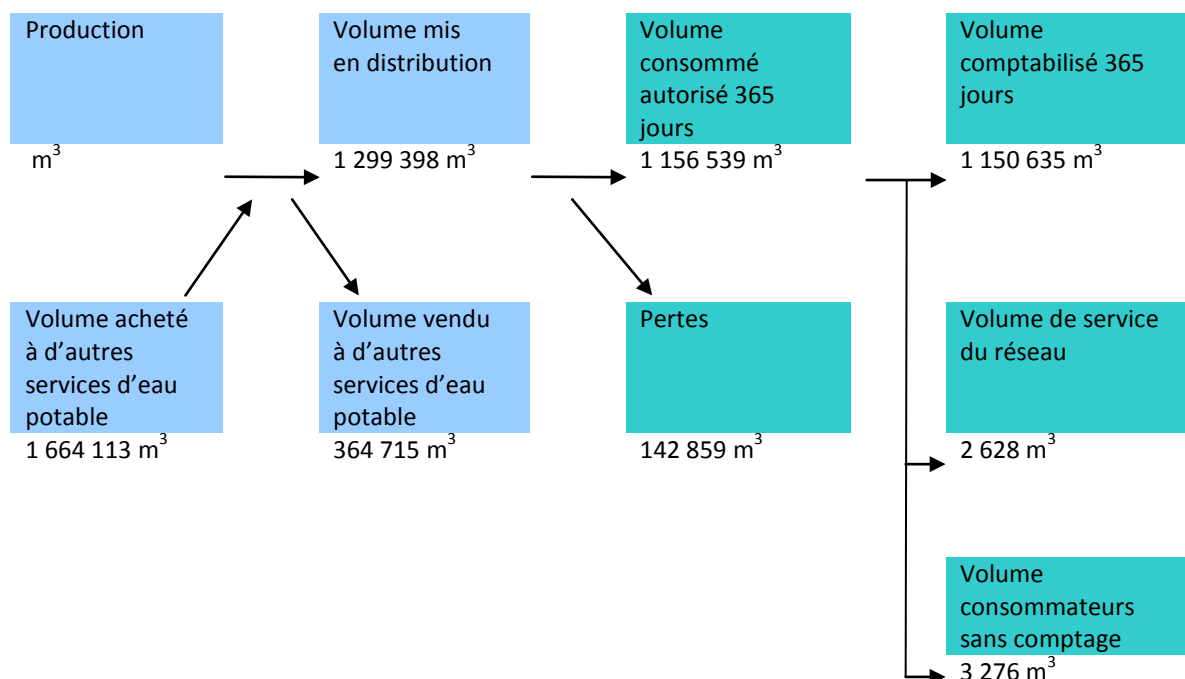 Production
m³
Volume mis
en distribution
1 299 398 m³
Volume
consommé
autorisé 365
jours
1 156 539 m³
Volume
comptabilisé 365
jours
1 150 635 m³
Volume acheté
à d’autres
services d’eau
potable
1 664 113 m³
Volume vendu
à d’autres
services d’eau
potable
364 715 m³
Pertes
142 859 m³
Volume de service
du réseau
2 628 m³
Volume
consommateurs
sans comptage
3 276 m³